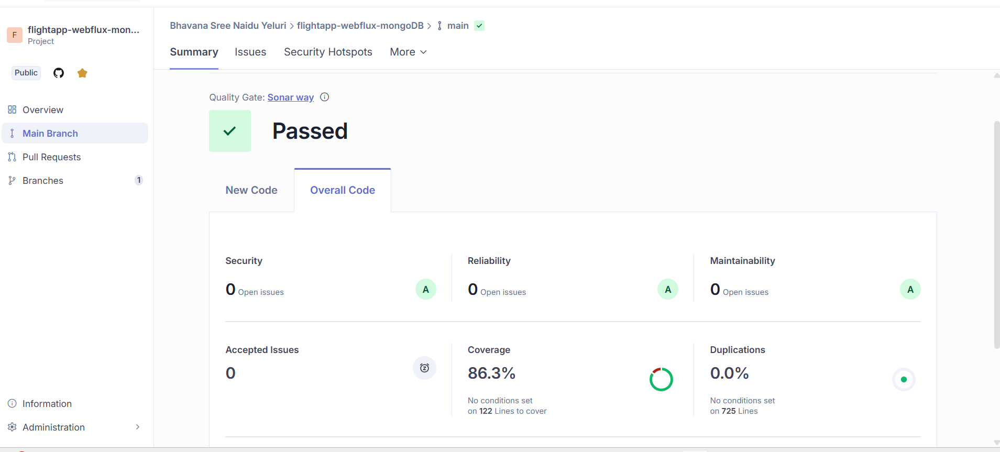 F
flightapp-webflux-mon...
Project
Public
Overview
Main Branch
Pull Requests
Branches 1
Information
Administration
Bhavana Sree Naidu Yeluri > flightapp-webflux-mongoDB > main
Summary Issues Security Hotspots More
Quality Gate: Sonar way
Passed
New Code Overall Code
Security Reliability Maintainability
0 Open issues A 0 Open issues A 0 Open issues A
Accepted Issues Coverage Duplications
0 86.3% 0.0%
No conditions set No conditions set
on 122 Lines to cover on 725 Lines